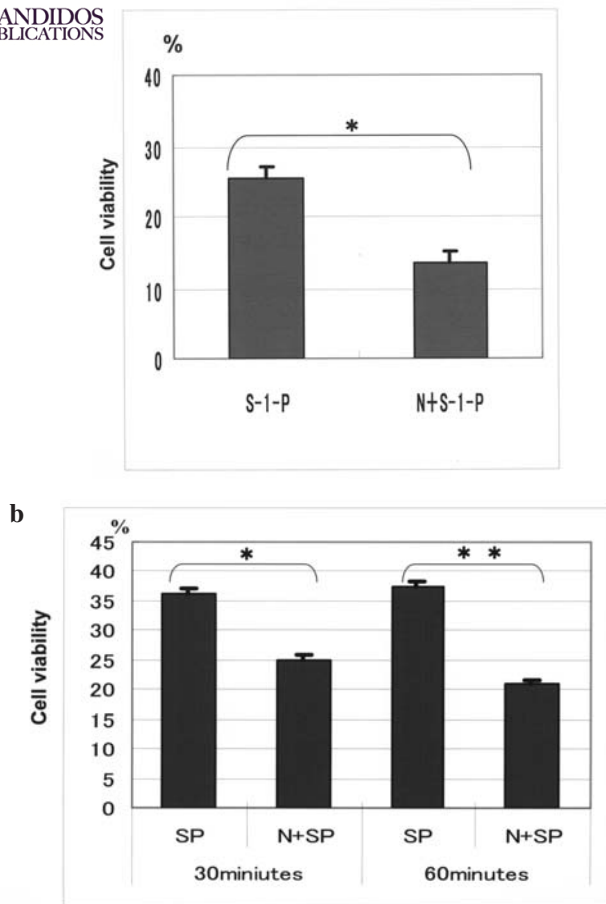 ANDIDOS
BLICATIONS
%
40
30
20
10
0
Cell viability
*
S-1-P
N+S-1-P
b
%
45
40
35
30
25
20
15
10
5
0
Cell viability
*
* *
SP N+SP SP N+SP
30miniutes 60minutes